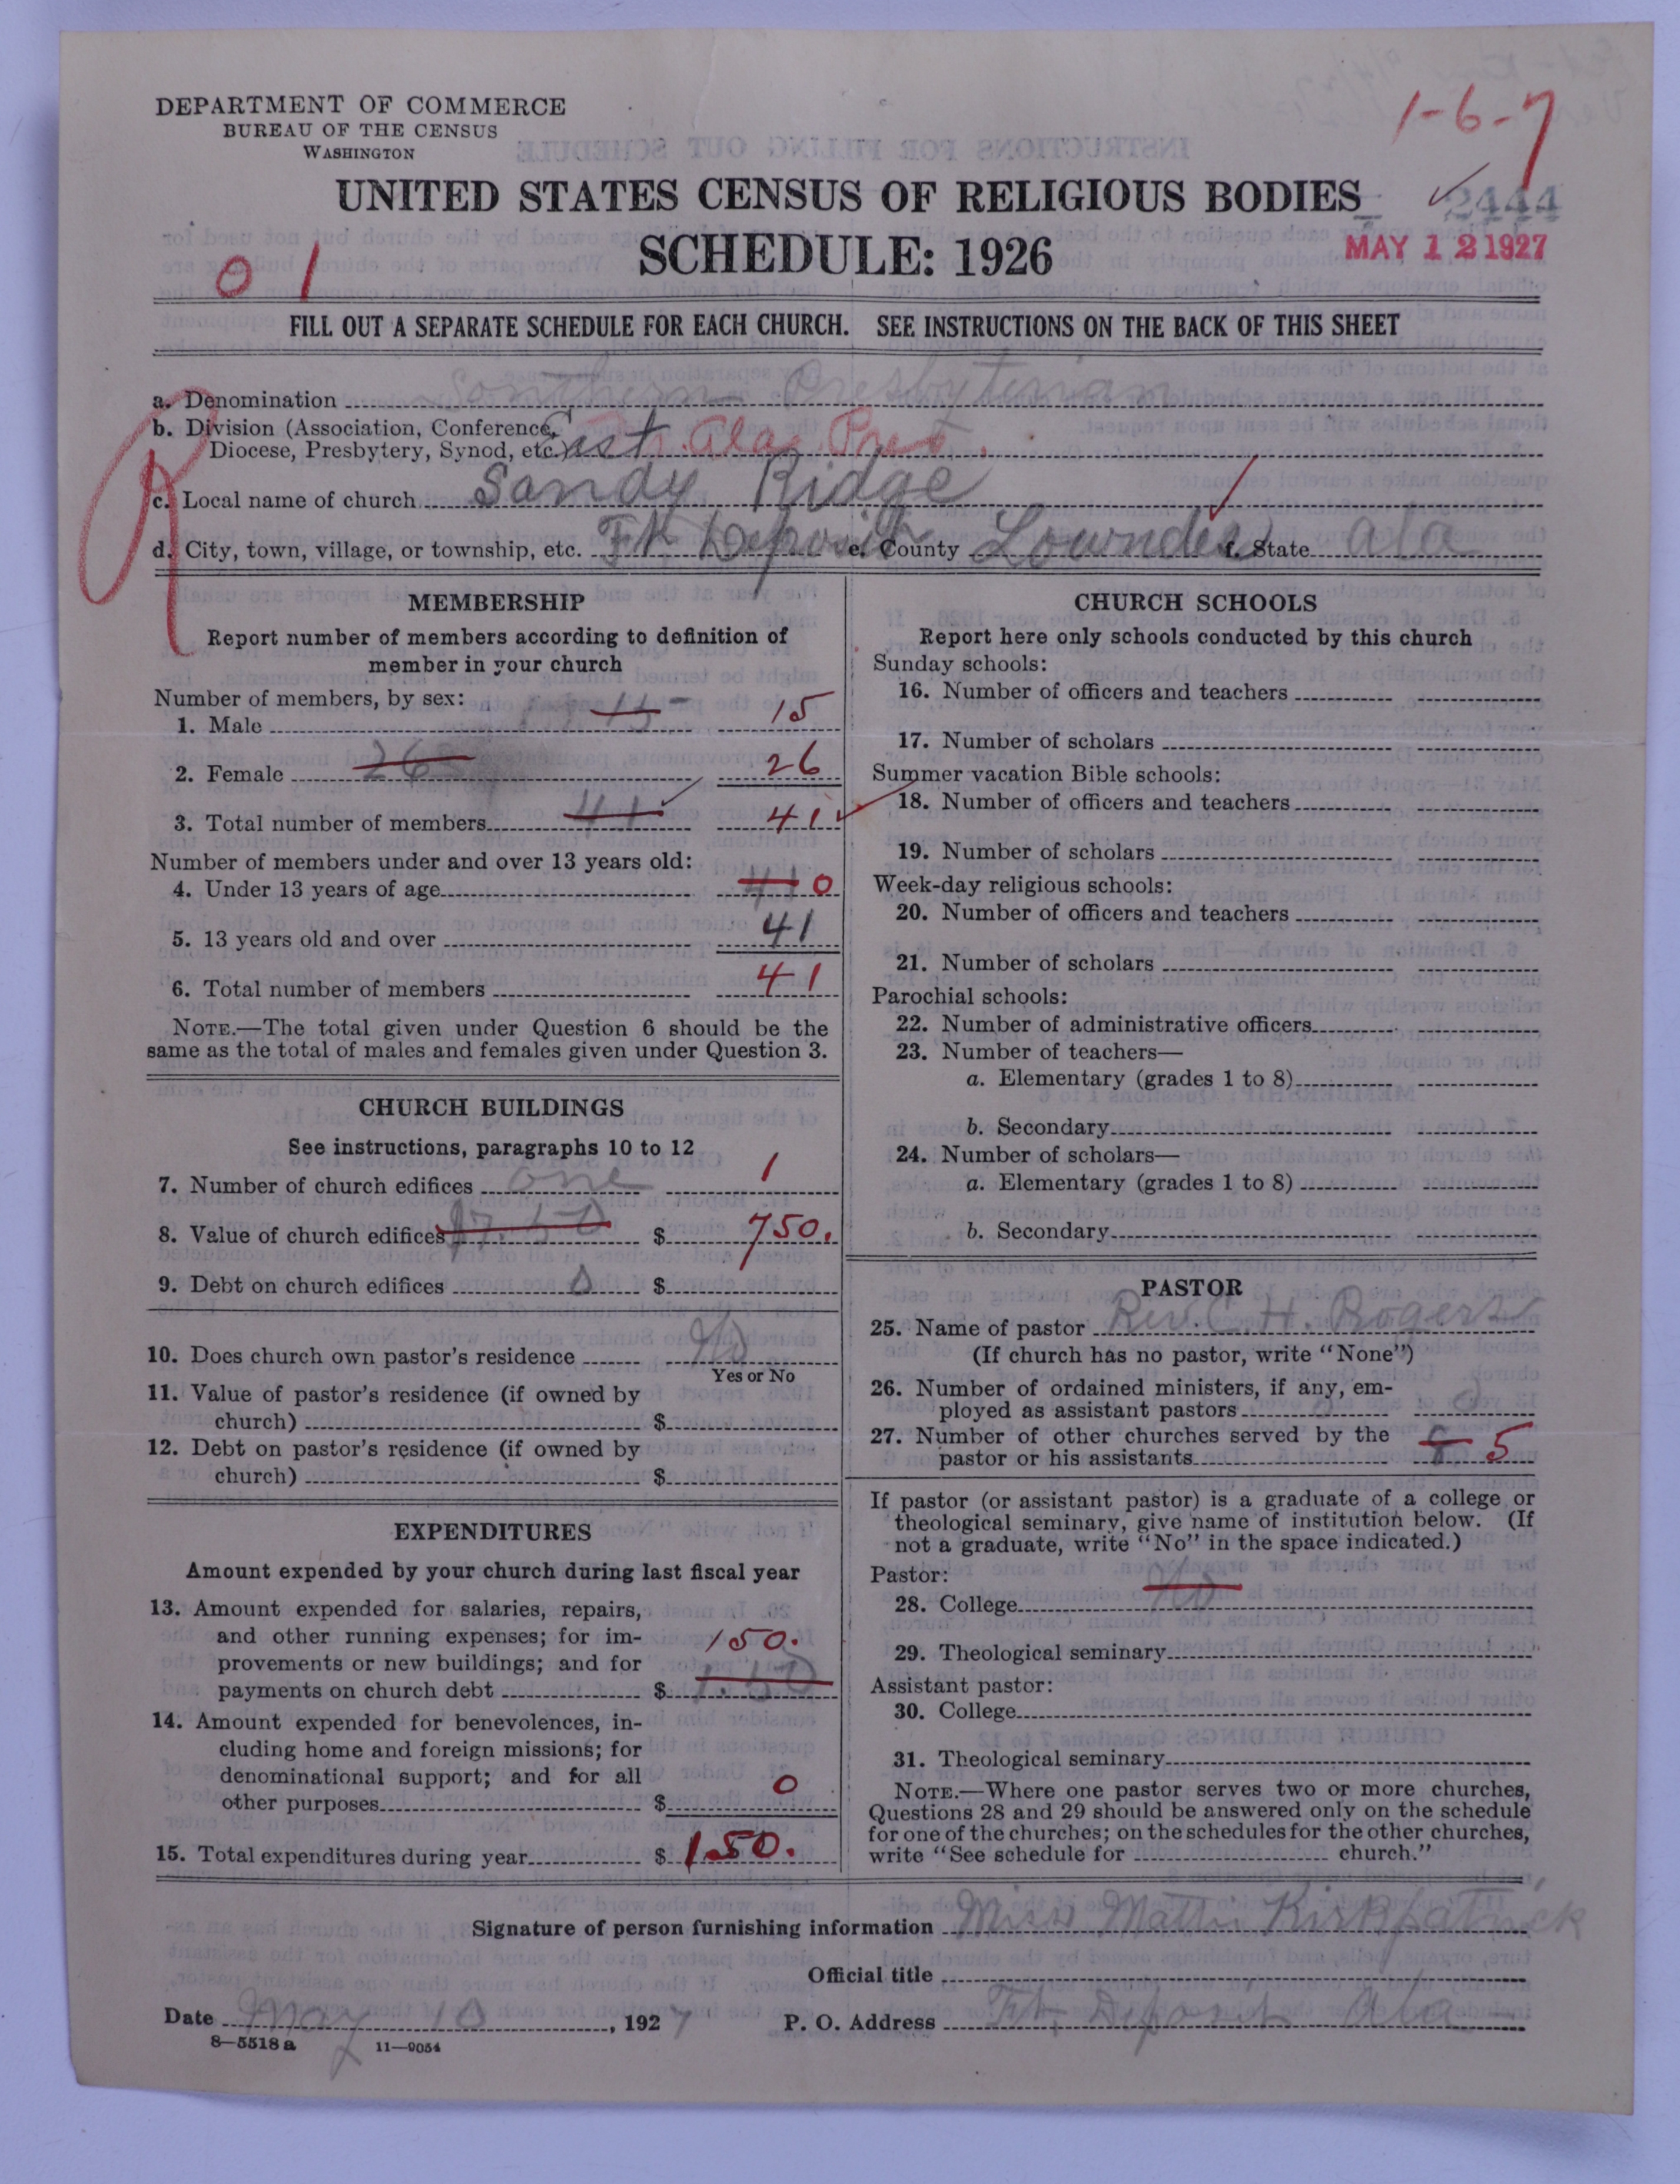 DEPARTMENT OF COMMERCE
BUREAU OF THE CENSUS
WASHINGTON
1-6-7
UNITED STATES CENSUS OF RELIGIOUS BODIES
2444
SCHEDULE: 1926
MAY 12 1927
0 1
FILL OUT A SEPARATE SCHEDULE FOR EACH CHURCH. SEE INSTRUCTIONS ON THE BACK OF THIS SHEET
R
a. Denomination Southern Presbyterian
b. Division (Association, Conference,
Diocese, Presbytery, Synod, etc.) East Ala. Pres.
c. Local name of church Sandy Ridge
d. City, town, village, or township, etc. Ft Deposit e. County Lowndes f. State Ala
MEMBERSHIP
Report number of members according to definition of
member in your church
Number of members, by sex:
1. Male 15 15
2. Female 26 26
3. Total number of members 41 41
Number of members under and over 13 years old:
4. Under 13 years of age 0
5. 13 years old and over 41
6. Total number of members 41
NOTE.—The total given under Question 6 should be the
same as the total of males and females given under Question 3.
CHURCH BUILDINGS
See instructions, paragraphs 10 to 12
7. Number of church edifices one 1
8. Value of church edifices $7.50 $ 750.
9. Debt on church edifices 0 $
10. Does church own pastor's residence No
Yes or No
11. Value of pastor's residence (if owned by
church) $
12. Debt on pastor's residence (if owned by
church) $
EXPENDITURES
Amount expended by your church during last fiscal year
13. Amount expended for salaries, repairs,
and other running expenses; for im-
provements or new buildings; and for 150.
payments on church debt $ 1.50
14. Amount expended for benevolences, in-
cluding home and foreign missions; for
denominational support; and for all
other purposes $ 0
15. Total expenditures during year $ 150.
CHURCH SCHOOLS
Report here only schools conducted by this church
Sunday schools:
16. Number of officers and teachers
17. Number of scholars
Summer vacation Bible schools:
18. Number of officers and teachers
19. Number of scholars
Week-day religious schools:
20. Number of officers and teachers
21. Number of scholars
Parochial schools:
22. Number of administrative officers
23. Number of teachers—
a. Elementary (grades 1 to 8)
b. Secondary
24. Number of scholars—
a. Elementary (grades 1 to 8)
b. Secondary
PASTOR
25. Name of pastor Rev. C. H. Rogers
(If church has no pastor, write "None")
26. Number of ordained ministers, if any, em-
ployed as assistant pastors 0 0
27. Number of other churches served by the
pastor or his assistants 5
If pastor (or assistant pastor) is a graduate of a college or
theological seminary, give name of institution below. (If
not a graduate, write "No" in the space indicated.)
Pastor:
28. College No
29. Theological seminary
Assistant pastor:
30. College
31. Theological seminary
NOTE.—Where one pastor serves two or more churches,
Questions 28 and 29 should be answered only on the schedule
for one of the churches; on the schedules for the other churches,
write "See schedule for church."
Signature of person furnishing information Miss Mattie Kirkpatrick
Official title
Date May 10, 1927 P. O. Address Ft. Deposit Ala
8—5518 a 11—9054